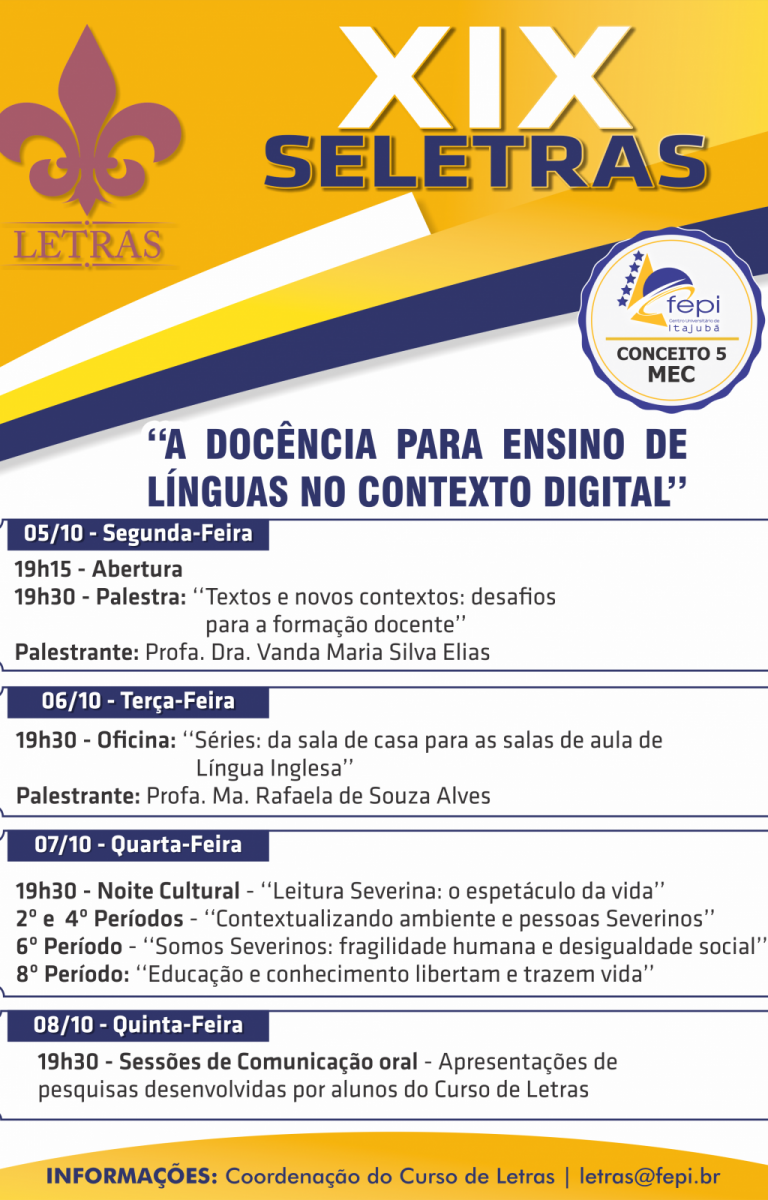 XIX
SELETRAS
LETRAS
fepi
Centro Universitário de
Itajubá
CONCEITO 5
MEC
‘‘A DOCÊNCIA PARA ENSINO DE
LÍNGUAS NO CONTEXTO DIGITAL’’
05/10 - Segunda-Feira
19h15 - Abertura
19h30 - Palestra: ‘‘Textos e novos contextos: desafios
para a formação docente’’
Palestrante: Profa. Dra. Vanda Maria Silva Elias
06/10 - Terça-Feira
19h30 - Oficina: ‘‘Séries: da sala de casa para as salas de aula de
Língua Inglesa’’
Palestrante: Profa. Ma. Rafaela de Souza Alves
07/10 - Quarta-Feira
19h30 - Noite Cultural - ‘‘Leitura Severina: o espetáculo da vida’’
2º e 4º Períodos - ‘‘Contextualizando ambiente e pessoas Severinos’’
6º Período - ‘‘Somos Severinos: fragilidade humana e desigualdade social’’
8º Período: ‘‘Educação e conhecimento libertam e trazem vida’’
08/10 - Quinta-Feira
19h30 - Sessões de Comunicação oral - Apresentações de
pesquisas desenvolvidas por alunos do Curso de Letras
INFORMAÇÕES: Coordenação do Curso de Letras | letras@fepi.br